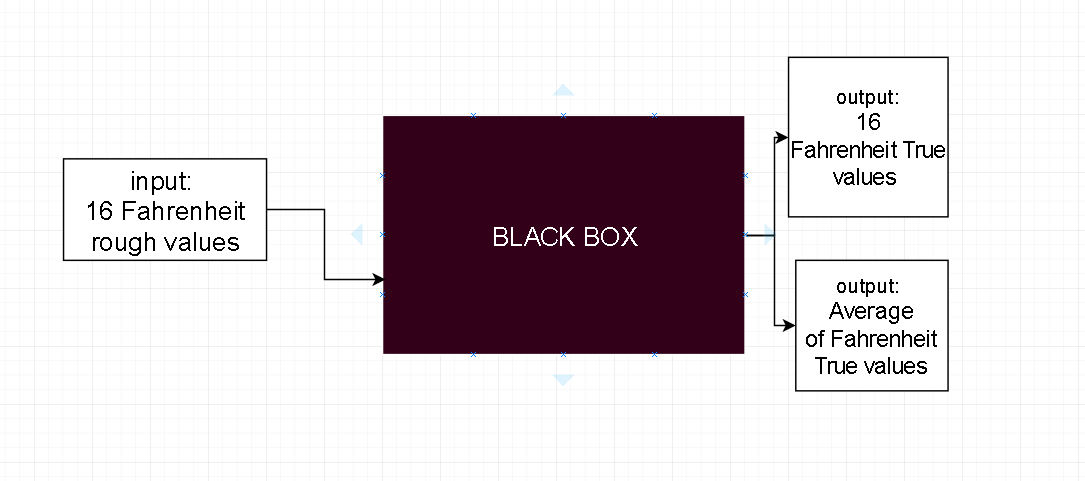 input:
16 Fahrenheit
rough values
BLACK BOX
output:
16
Fahrenheit True
values
output:
Average
of Fahrenheit
True values